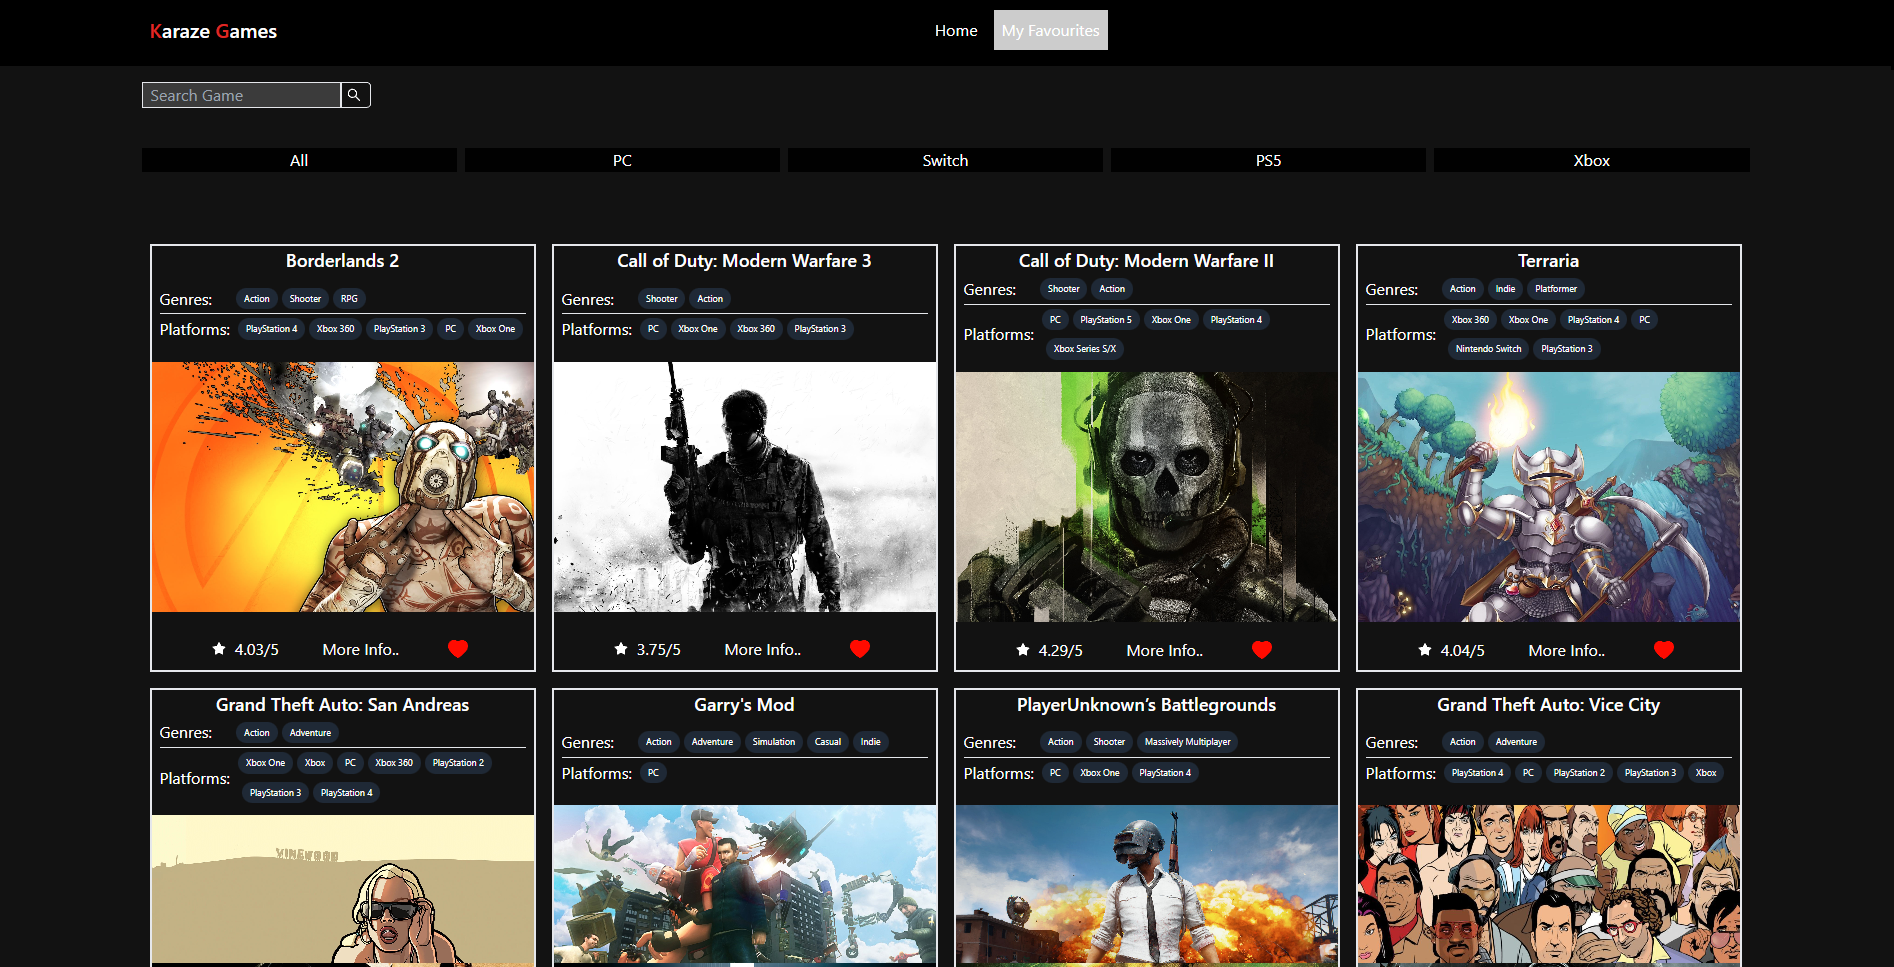 Karaze Games
Home
My Favourites
Search Game
All
PC
Switch
PS5
Xbox
Borderlands 2
Genres: Action Shooter RPG
Platforms: PlayStation 4 Xbox 360 PlayStation 3 PC Xbox One
4.03/5 More Info..
Call of Duty: Modern Warfare 3
Genres: Shooter Action
Platforms: PC Xbox One Xbox 360 PlayStation 3
3.75/5 More Info..
Call of Duty: Modern Warfare II
Genres: Shooter Action
Platforms: PC PlayStation 5 Xbox One PlayStation 4
Xbox Series S/X
4.29/5 More Info..
Terraria
Genres: Action Indie Platformer
Platforms: Xbox 360 Xbox One PlayStation 4 PC
Nintendo Switch PlayStation 3
4.04/5 More Info..
Grand Theft Auto: San Andreas
Genres: Action Adventure
Platforms: Xbox One Xbox PC Xbox 360 PlayStation 2
PlayStation 3 PlayStation 4
VINEWOOD
Garry's Mod
Genres: Action Adventure Simulation Casual Indie
Platforms: PC
PlayerUnknown’s Battlegrounds
Genres: Action Shooter Massively Multiplayer
Platforms: PC Xbox One PlayStation 4
Grand Theft Auto: Vice City
Genres: Action Adventure
Platforms: PlayStation 4 PC PlayStation 2 PlayStation 3 Xbox